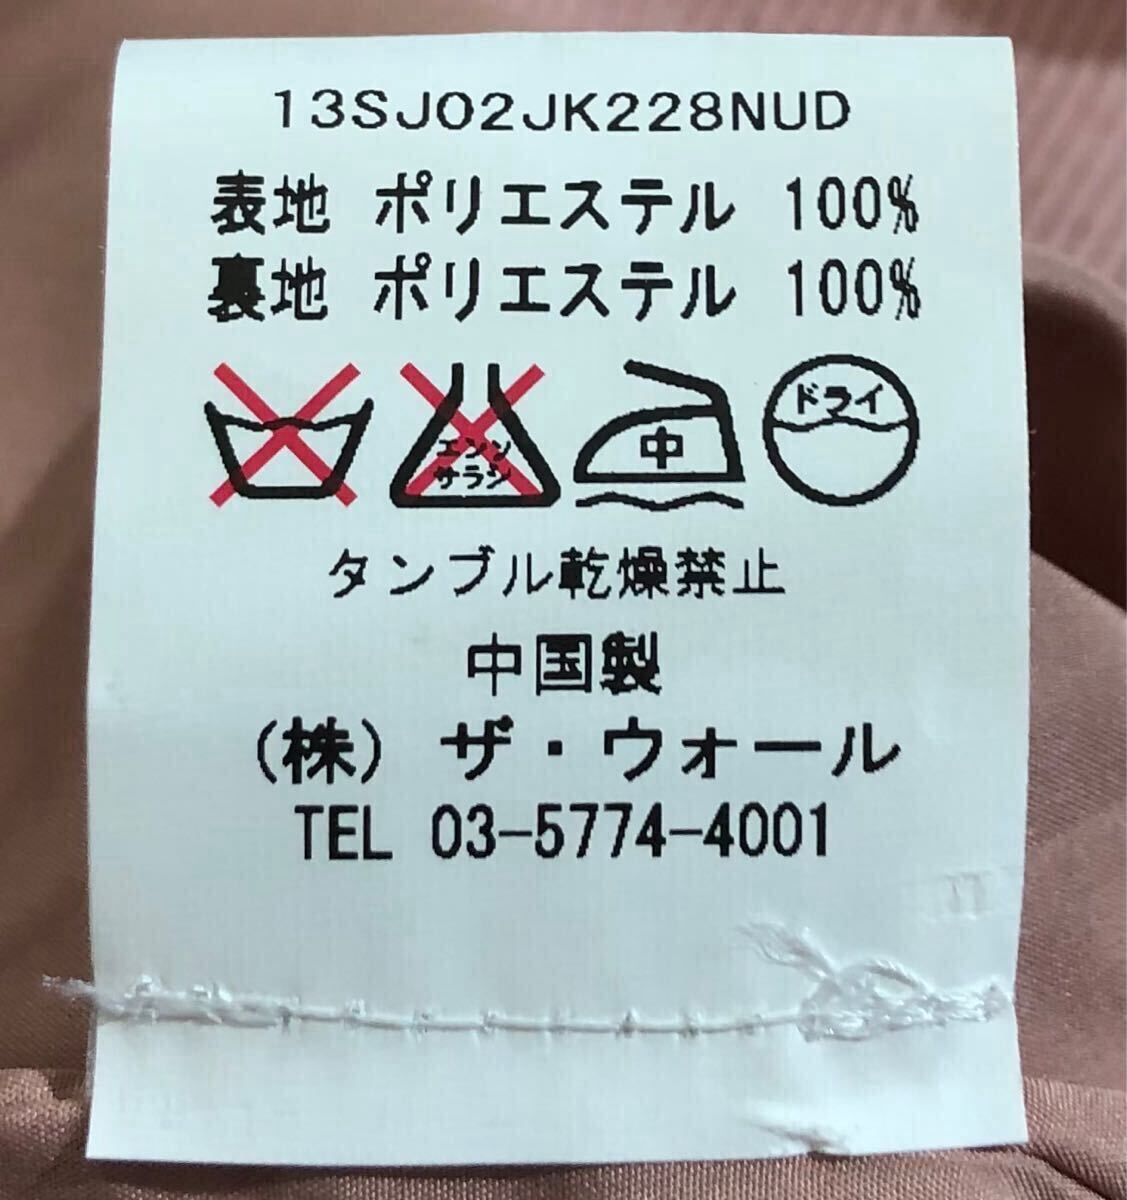 13SJ02JK228NUD
表地 ポリエステル 100%
裏地 ポリエステル 100%
エンソ
サラシ
中
ドライ
タンブル乾燥禁止
中国製
(株) ザ・ウォール
TEL 03-5774-4001